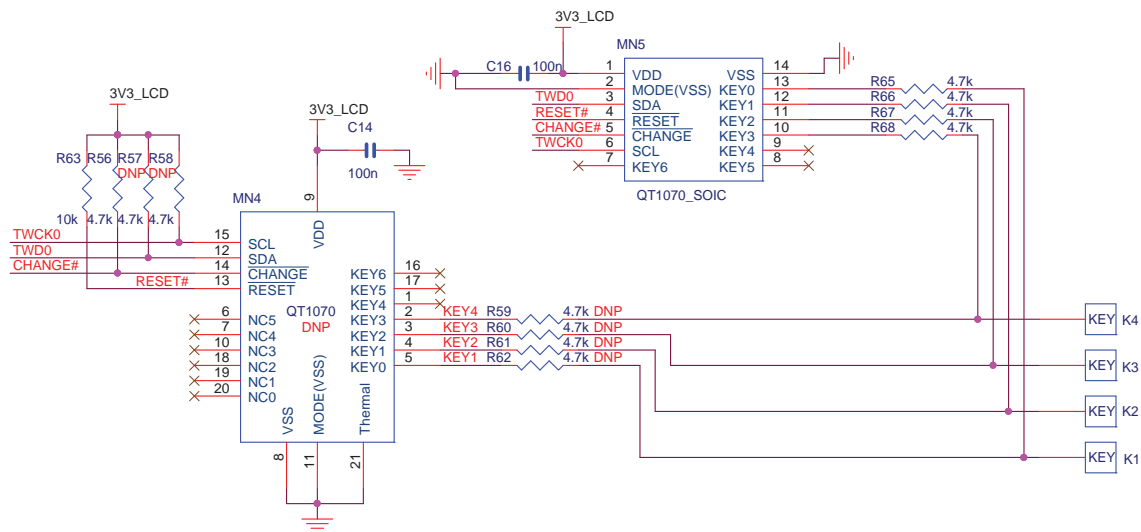 3V3_LCD
MN5
C16 100n
1 VDD VSS 14
2 MODE(VSS) KEY0 13 R65 4.7k
TWD0 3 SDA KEY1 12 R66 4.7k
RESET# 4 RESET KEY2 11 R67 4.7k
CHANGE# 5 CHANGE KEY3 10 R68 4.7k
TWCK0 6 SCL KEY4 9
7 KEY6 KEY5 8
QT1070_SOIC
3V3_LCD
3V3_LCD
C14
100n
R63 R56 R57 R58
DNP DNP
10k 4.7k 4.7k 4.7k
MN4
9
VDD
TWCK0 15 SCL
TWD0 12 SDA
CHANGE# 14 CHANGE KEY6 16
RESET# 13 RESET KEY5 17
KEY4 1
QT1070
DNP
6 NC5 KEY3 2 KEY4 R59 4.7k DNP
7 NC4 KEY2 3 KEY3 R60 4.7k DNP
10 NC3 KEY1 4 KEY2 R61 4.7k DNP
18 NC2 KEY0 5 KEY1 R62 4.7k DNP
19 NC1
20 NC0
VSS MODE(VSS) Thermal
8 11 21
KEY K4
KEY K3
KEY K2
KEY K1